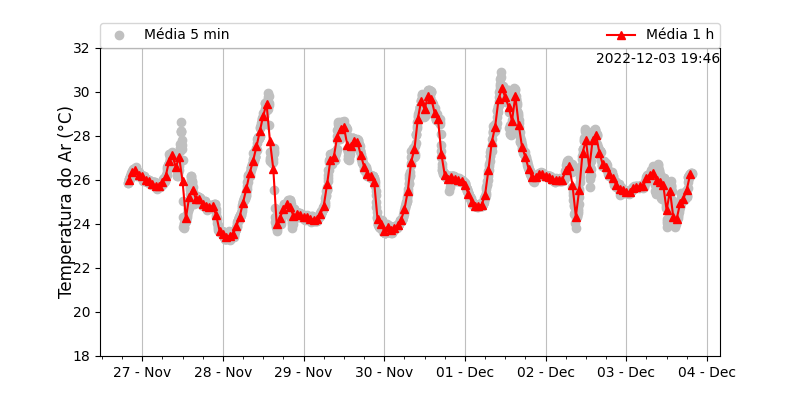 Média 5 min
Média 1 h
2022-12-03 19:46
Temperatura do Ar (°C)
32
30
28
26
24
22
20
18
27 - Nov
28 - Nov
29 - Nov
30 - Nov
01 - Dec
02 - Dec
03 - Dec
04 - Dec